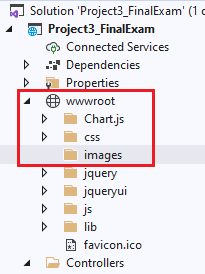 Solution 'Project3_FinalExam' (1 c
Project3_FinalExam
Connected Services
Dependencies
Properties
wwwroot
Chart.js
css
images
jquery
jqueryui
js
lib
favicon.ico
Controllers